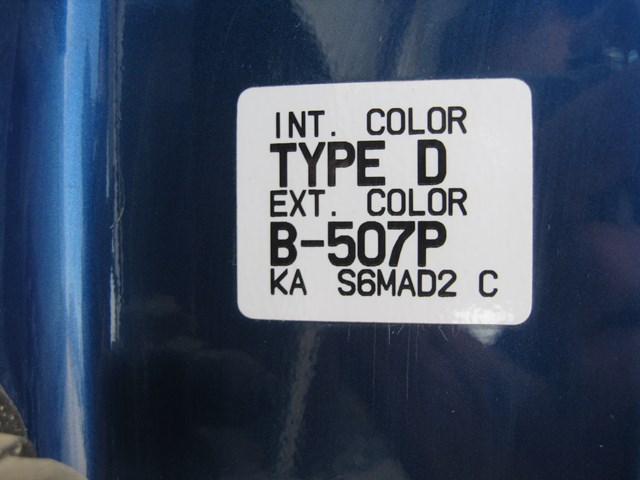 INT. COLOR
TYPE D
EXT. COLOR
B-507P
KA S6MAD2 C